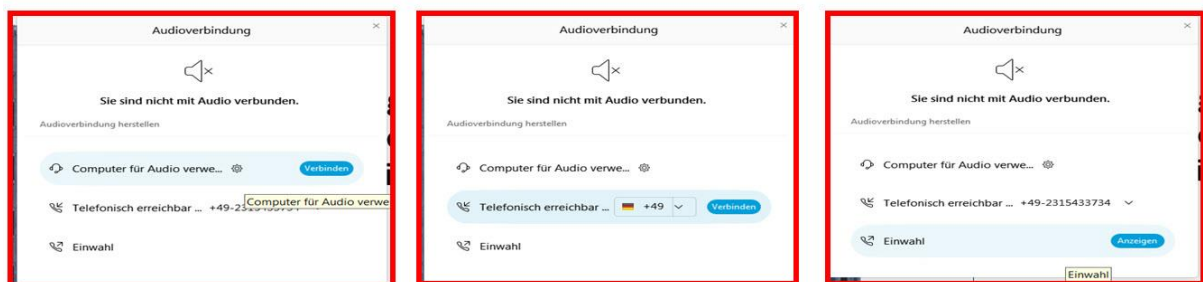 Audioverbindung
Sie sind nicht mit Audio verbunden.
Audioverbindung herstellen
Computer für Audio verwe... Verbinden
Telefonisch erreichbar ... +49-2315433734
Computer für Audio verwe
Einwahl
Audioverbindung
Sie sind nicht mit Audio verbunden.
Audioverbindung herstellen
Computer für Audio verwe...
Telefonisch erreichbar ... +49 Verbinden
Einwahl
Audioverbindung
Sie sind nicht mit Audio verbunden.
Audioverbindung herstellen
Computer für Audio verwe...
Telefonisch erreichbar ... +49-2315433734
Einwahl Anzeigen
Einwahl